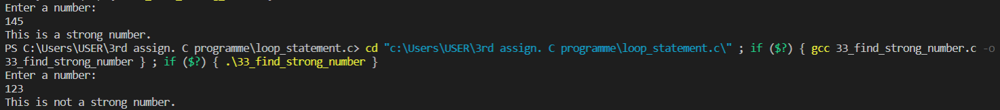 Enter a number:
145
This is a strong number.
PS C:\Users\USER\3rd assign. C programme\loop_statement.c> cd "c:\Users\USER\3rd assign. C programme\loop_statement.c\" ; if ($?) { gcc 33_find_strong_number.c -o
33_find_strong_number } ; if ($?) { .\33_find_strong_number }
Enter a number:
123
This is not a strong number.